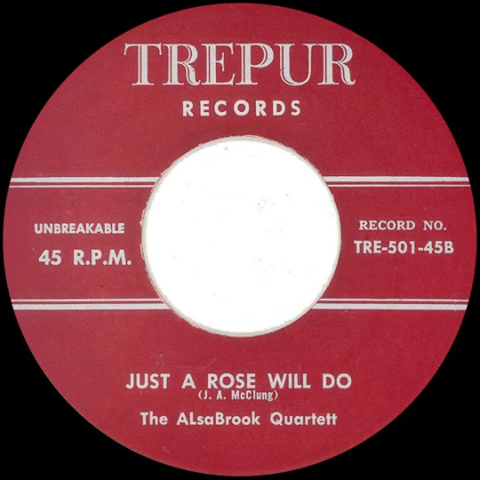 TREPUR
RECORDS
UNBREAKABLE
45 R.P.M.
RECORD NO.
TRE-501-45B
JUST A ROSE WILL DO
(J. A. McClung)
The ALsaBrook Quartett